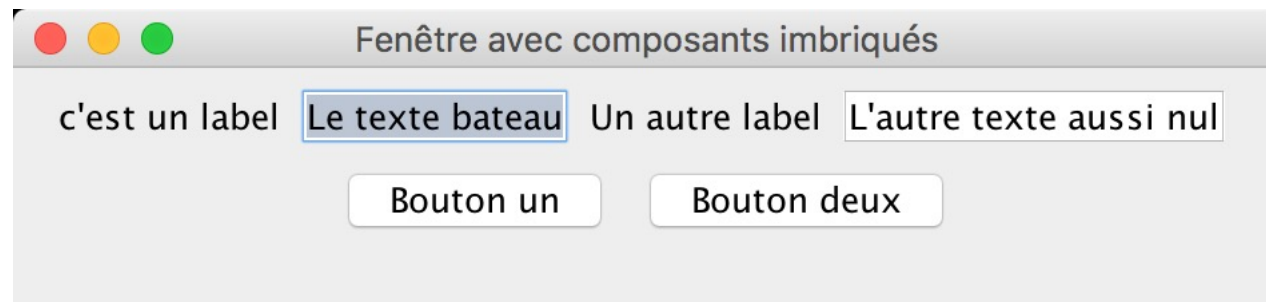 Fenêtre avec composants imbriqués
c'est un label Le texte bateau Un autre label L'autre texte aussi nul
Bouton un Bouton deux